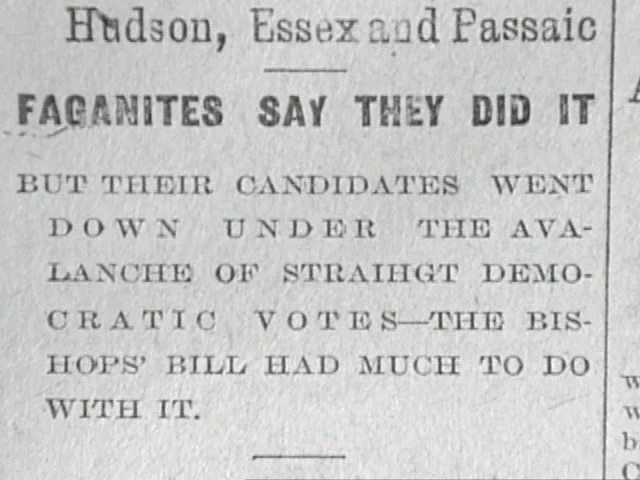 Hudson, Essex and Passaic
FAGANITES SAY THEY DID IT
BUT THEIR CANDIDATES WENT
DOWN UNDER THE AVA-
LANCHE OF STRAIHGT DEMO-
CRATIC VOTES—THE BIS-
HOPS' BILL HAD MUCH TO DO
WITH IT.